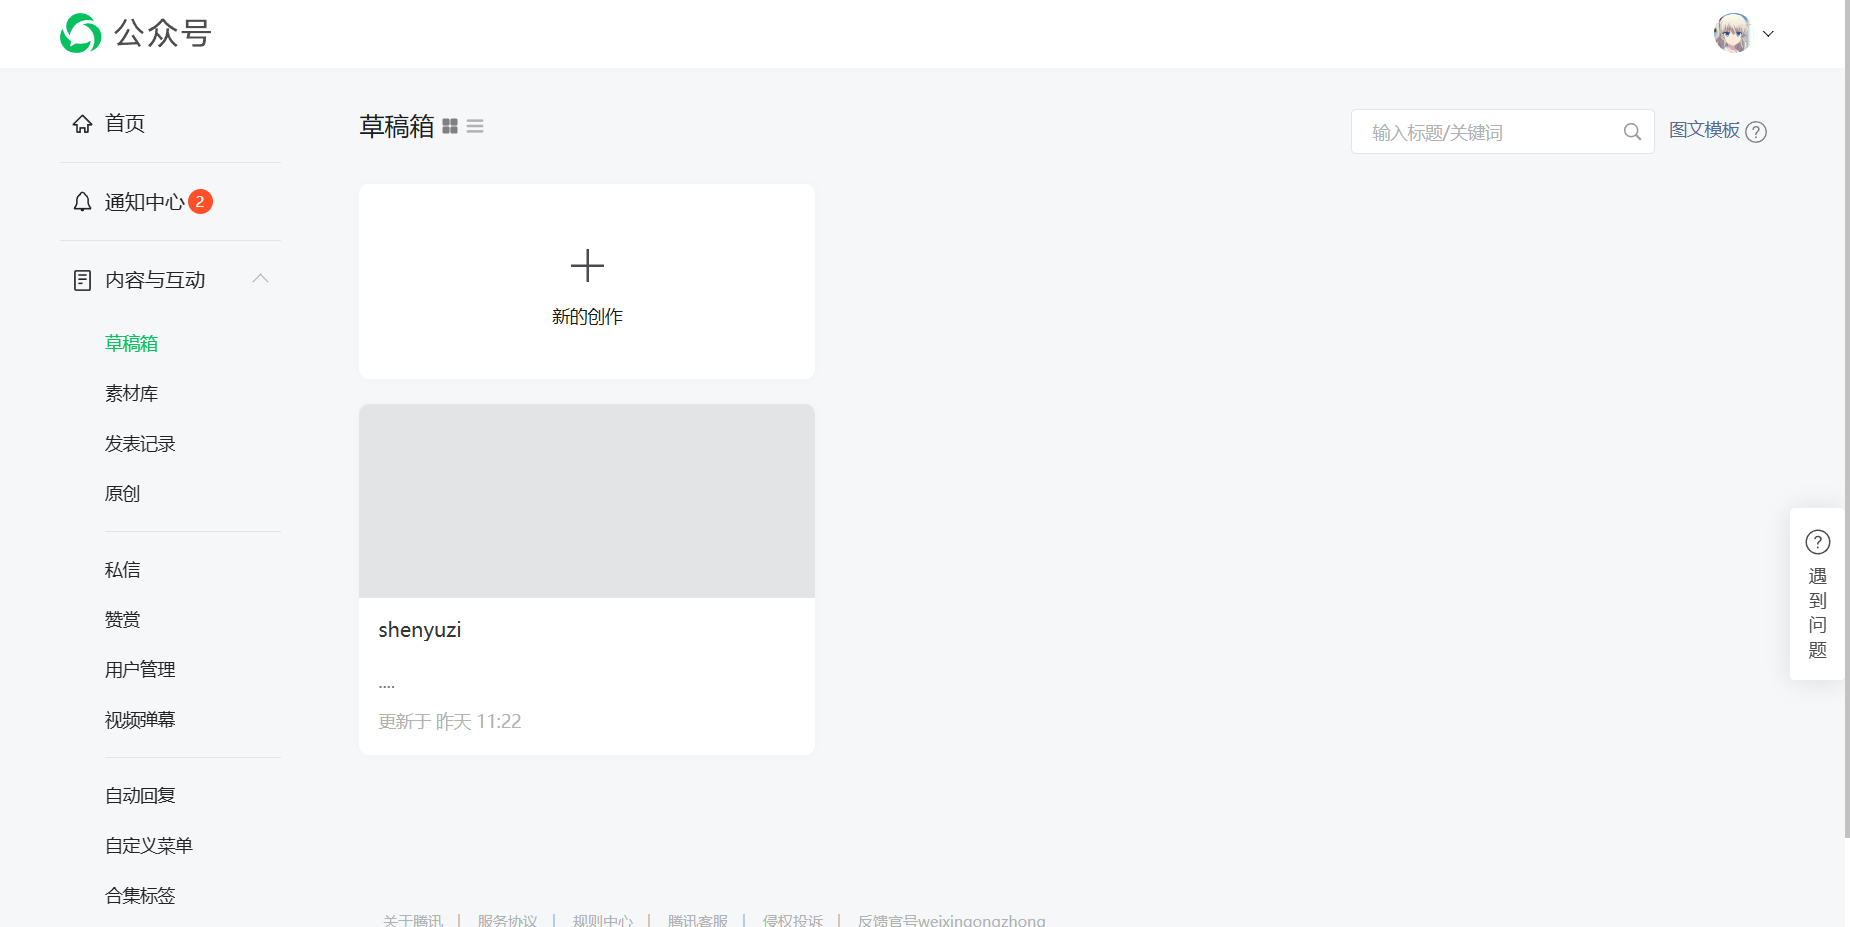 公众号
首页
通知中心 2
内容与互动
草稿箱
素材库
发表记录
原创
私信
赞赏
用户管理
视频弹幕
自动回复
自定义菜单
合集标签
草稿箱
输入标题/关键词
图文模板 ?
新的创作
shenyuzi
....
更新于 昨天 11:22
?
遇
到
问
题
关于腾讯 | 服务协议 | 规则中心 | 腾讯客服 | 侵权投诉 | 反馈官号weixingongzhong